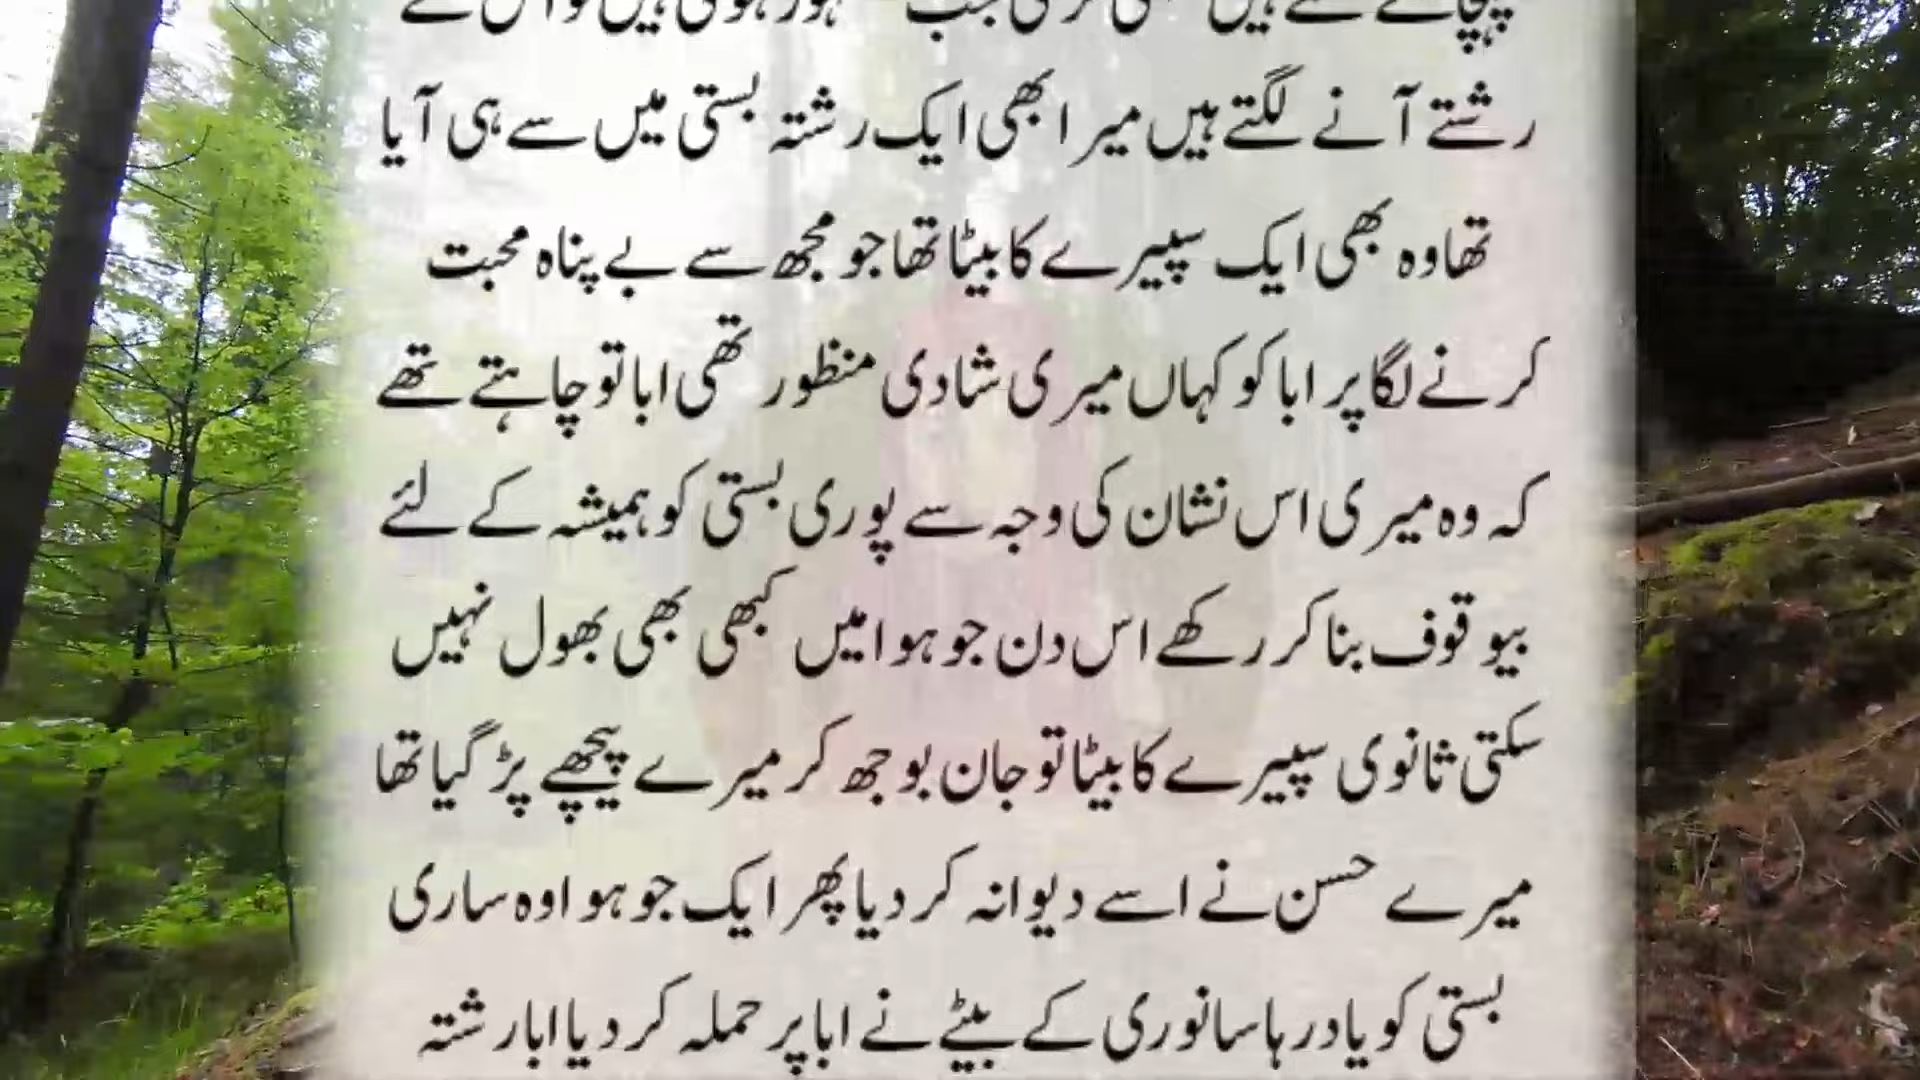 رشتے آنے لگتے ہیں میرا بھی ایک رشتہ بستی میں سے ہی آیا
تھا وہ بھی ایک سپیرے کا بیٹا تھا جو مجھ سے بے پناہ محبت
کرنے لگا پر ابا کو کہاں میری شادی منظور تھی ابا تو چاہتے تھے
کہ وہ میری اس نشان کی وجہ سے پوری بستی کو ہمیشہ کے لئے
بیوقوف بنا کر رکھے اس دن جو ہوا میں کبھی بھی بھول نہیں
سکتی ثانوی سپیرے کا بیٹا تو جان بوجھ کر میرے پیچھے پڑ گیا تھا
میرے حسن نے اسے دیوانہ کر دیا پھر ایک جو ہوا وہ ساری
بستی کو یاد رہا سانوری کے بیٹے نے ابا پر حملہ کر دیا ابا رشتہ